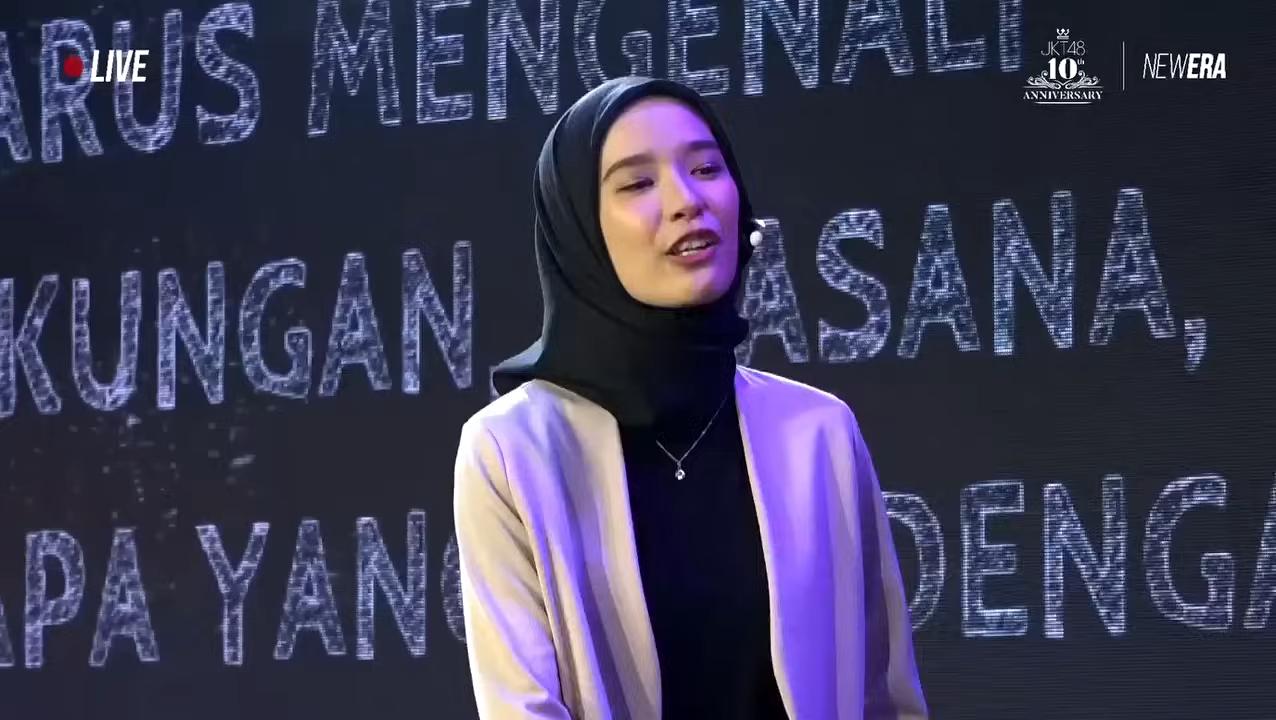 LIVE
JKT48
10th
ANNIVERSARY
NEWERA
ARUS MENGENALI
KUNGAN, ASANA,
APA YANG DENGA